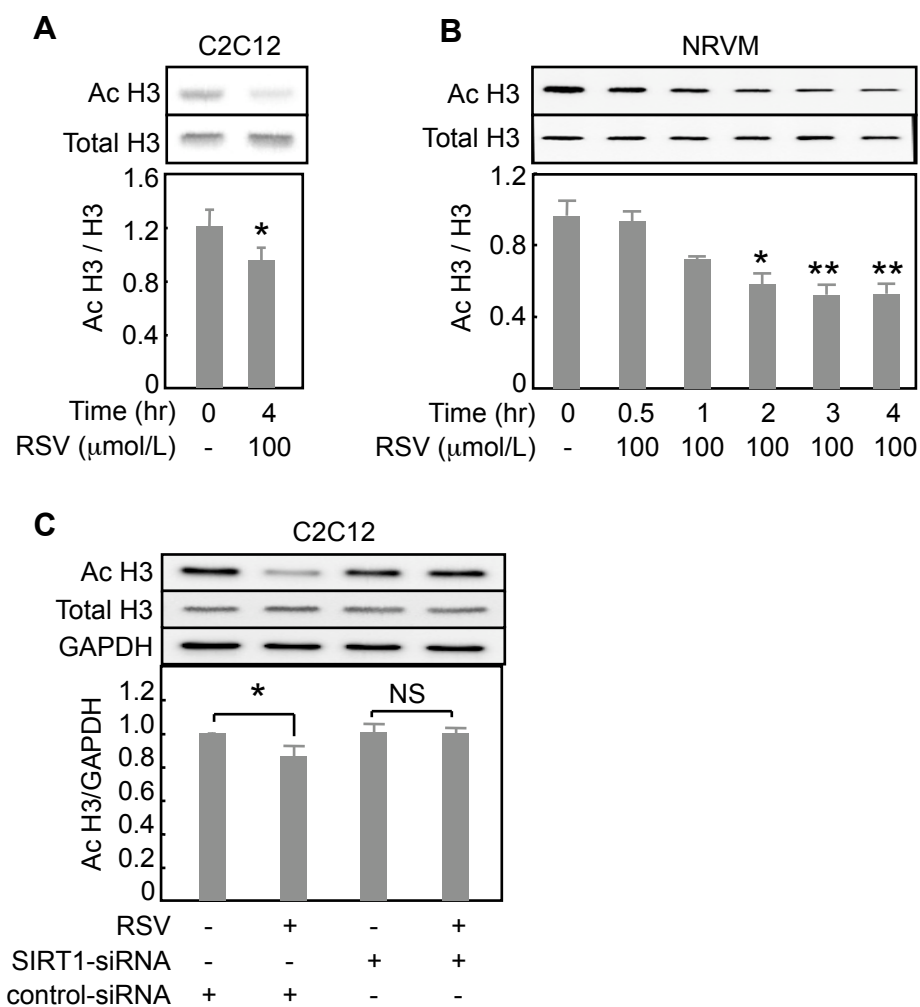 A
C2C12
Ac H3
Total H3
1.6
1.2
0.8
0.4
0
Ac H3 / H3
*
Time (hr) 0 4
RSV (μmol/L) - 100
B
NRVM
Ac H3
Total H3
1.2
0.8
0.4
0
Ac H3 / H3
* ** **
Time (hr) 0 0.5 1 2 3 4
RSV (μmol/L) - 100 100 100 100 100
C
C2C12
Ac H3
Total H3
GAPDH
1.2
1.0
0.8
0.6
0.4
0.2
0
Ac H3/GAPDH
* NS
RSV - + - +
SIRT1-siRNA - - + +
control-siRNA + + - -